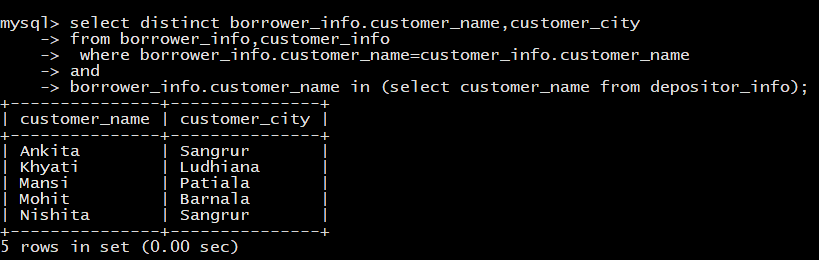 mysql> select distinct borrower_info.customer_name,customer_city
    -> from borrower_info,customer_info
    ->  where borrower_info.customer_name=customer_info.customer_name
    -> and
    -> borrower_info.customer_name in (select customer_name from depositor_info);
+---------------+---------------+
| customer_name | customer_city |
+---------------+---------------+
| Ankita        | Sangrur       |
| Khyati        | Ludhiana      |
| Mansi         | Patiala       |
| Mohit         | Barnala       |
| Nishita       | Sangrur       |
+---------------+---------------+
5 rows in set (0.00 sec)